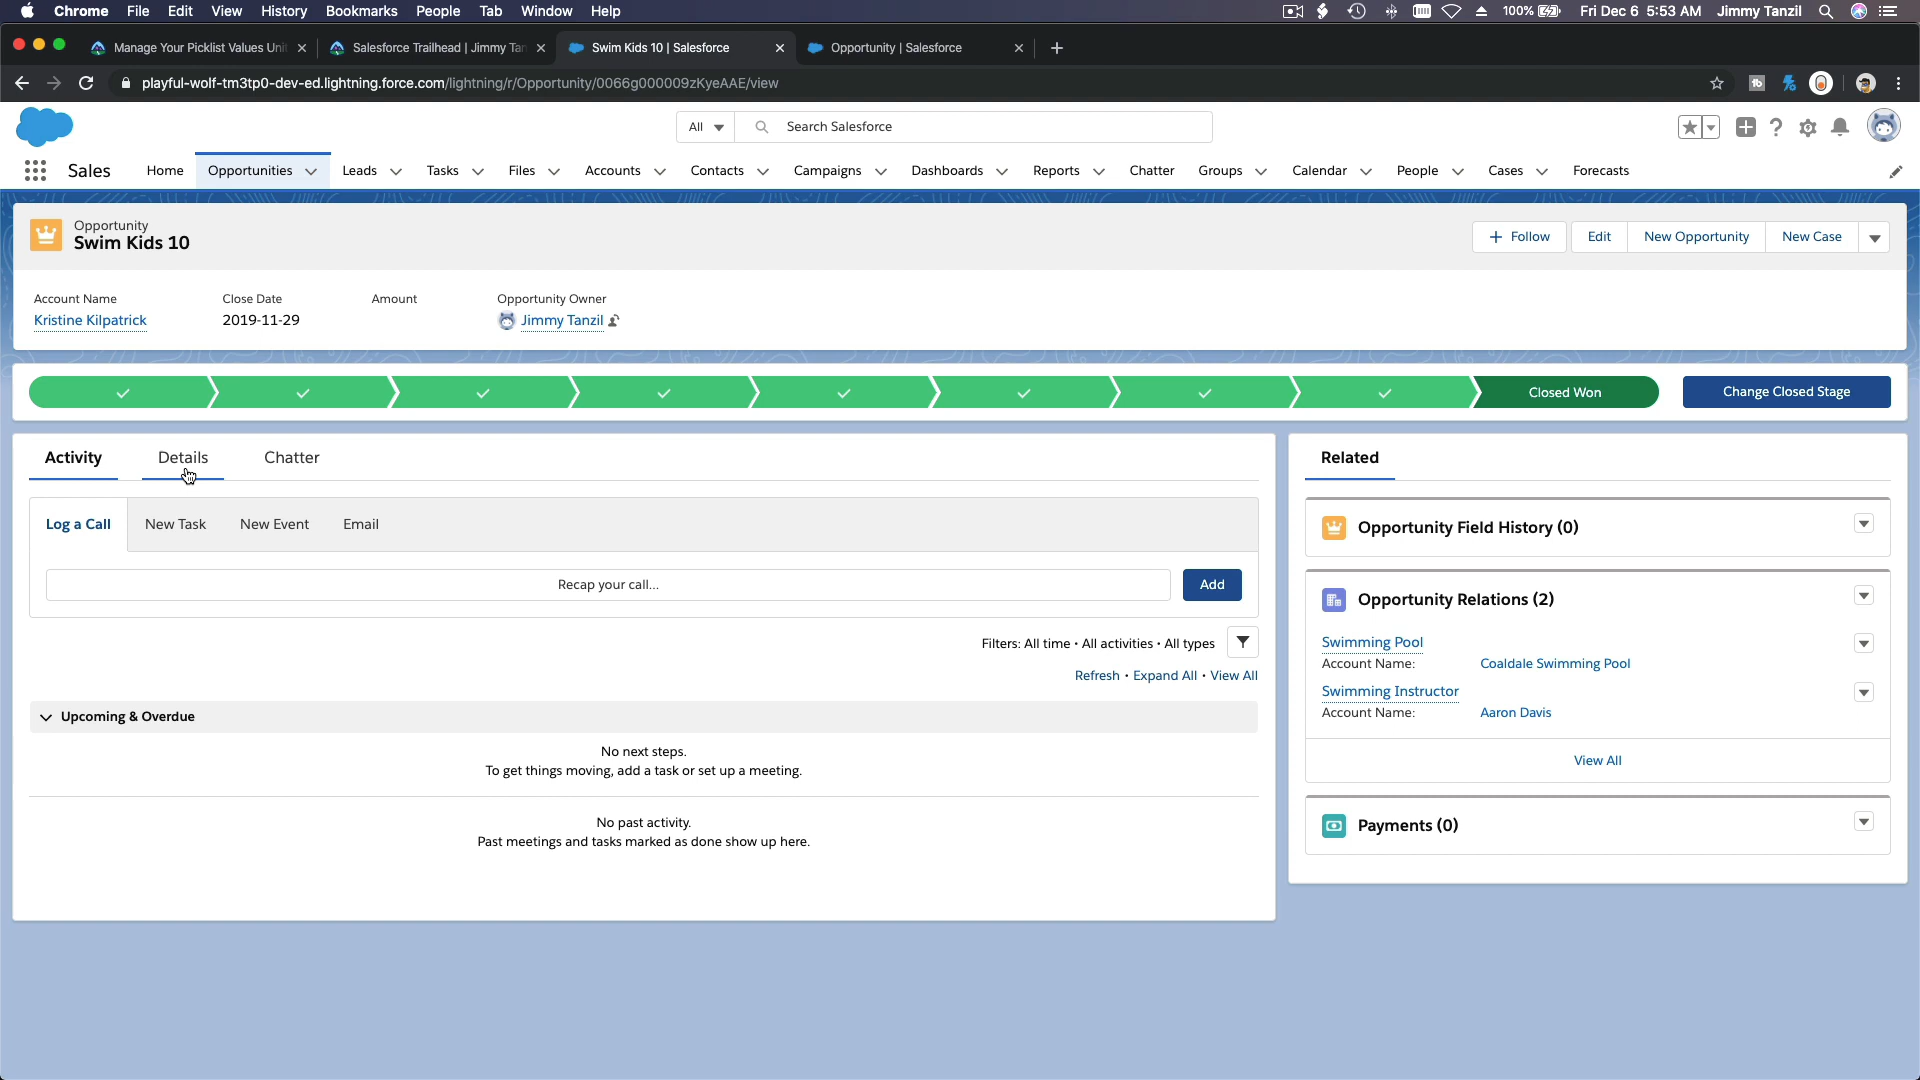 Chrome File Edit View History Bookmarks People Tab Window Help 100% Fri Dec 6 5:53 AM Jimmy Tanzil
Manage Your Picklist Values Unit Salesforce Trailhead | Jimmy Tan Swim Kids 10 | Salesforce Opportunity | Salesforce
playful-wolf-tm3tp0-dev-ed.lightning.force.com/lightning/r/Opportunity/0066g000009zKyeAAE/view
All Search Salesforce
Sales Home Opportunities Leads Tasks Files Accounts Contacts Campaigns Dashboards Reports Chatter Groups Calendar People Cases Forecasts
Opportunity
Swim Kids 10
Follow Edit New Opportunity New Case
Account Name Close Date Amount Opportunity Owner
Kristine Kilpatrick 2019-11-29 Jimmy Tanzil
Closed Won Change Closed Stage
Activity Details Chatter
Log a Call New Task New Event Email
Recap your call... Add
Filters: All time • All activities • All types
Refresh • Expand All • View All
Upcoming & Overdue
No next steps.
To get things moving, add a task or set up a meeting.
No past activity.
Past meetings and tasks marked as done show up here.
Related
Opportunity Field History (0)
Opportunity Relations (2)
Swimming Pool
Account Name: Coaldale Swimming Pool
Swimming Instructor
Account Name: Aaron Davis
View All
Payments (0)